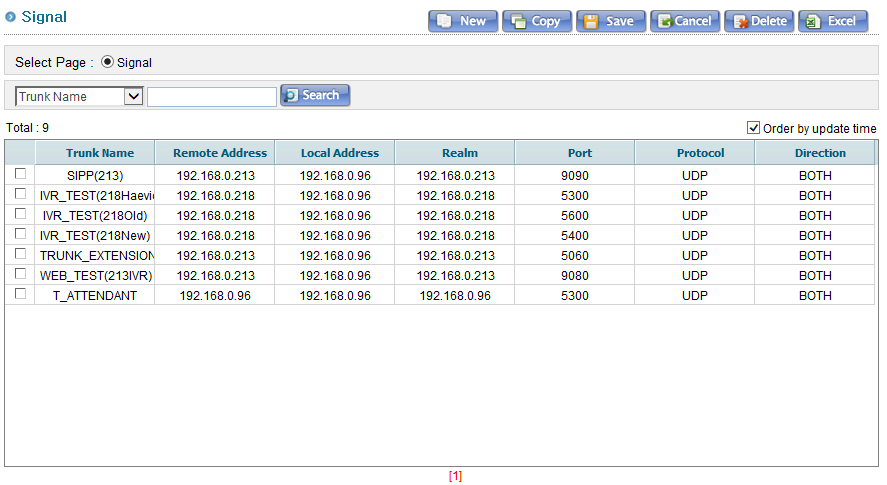 Signal New Copy Save Cancel Delete Excel
Select Page : Signal
Trunk Name Search
Total : 9 Order by update time
Trunk Name Remote Address Local Address Realm Port Protocol Direction
SIPP(213) 192.168.0.213 192.168.0.96 192.168.0.213 9090 UDP BOTH
IVR_TEST(218Haevi 192.168.0.218 192.168.0.96 192.168.0.218 5300 UDP BOTH
IVR_TEST(218Old) 192.168.0.218 192.168.0.96 192.168.0.218 5600 UDP BOTH
IVR_TEST(218New) 192.168.0.218 192.168.0.96 192.168.0.218 5400 UDP BOTH
TRUNK_EXTENSION 192.168.0.213 192.168.0.96 192.168.0.213 5060 UDP BOTH
WEB_TEST(213IVR) 192.168.0.213 192.168.0.96 192.168.0.213 9080 UDP BOTH
T_ATTENDANT 192.168.0.96 192.168.0.96 192.168.0.96 5300 UDP BOTH
[1]